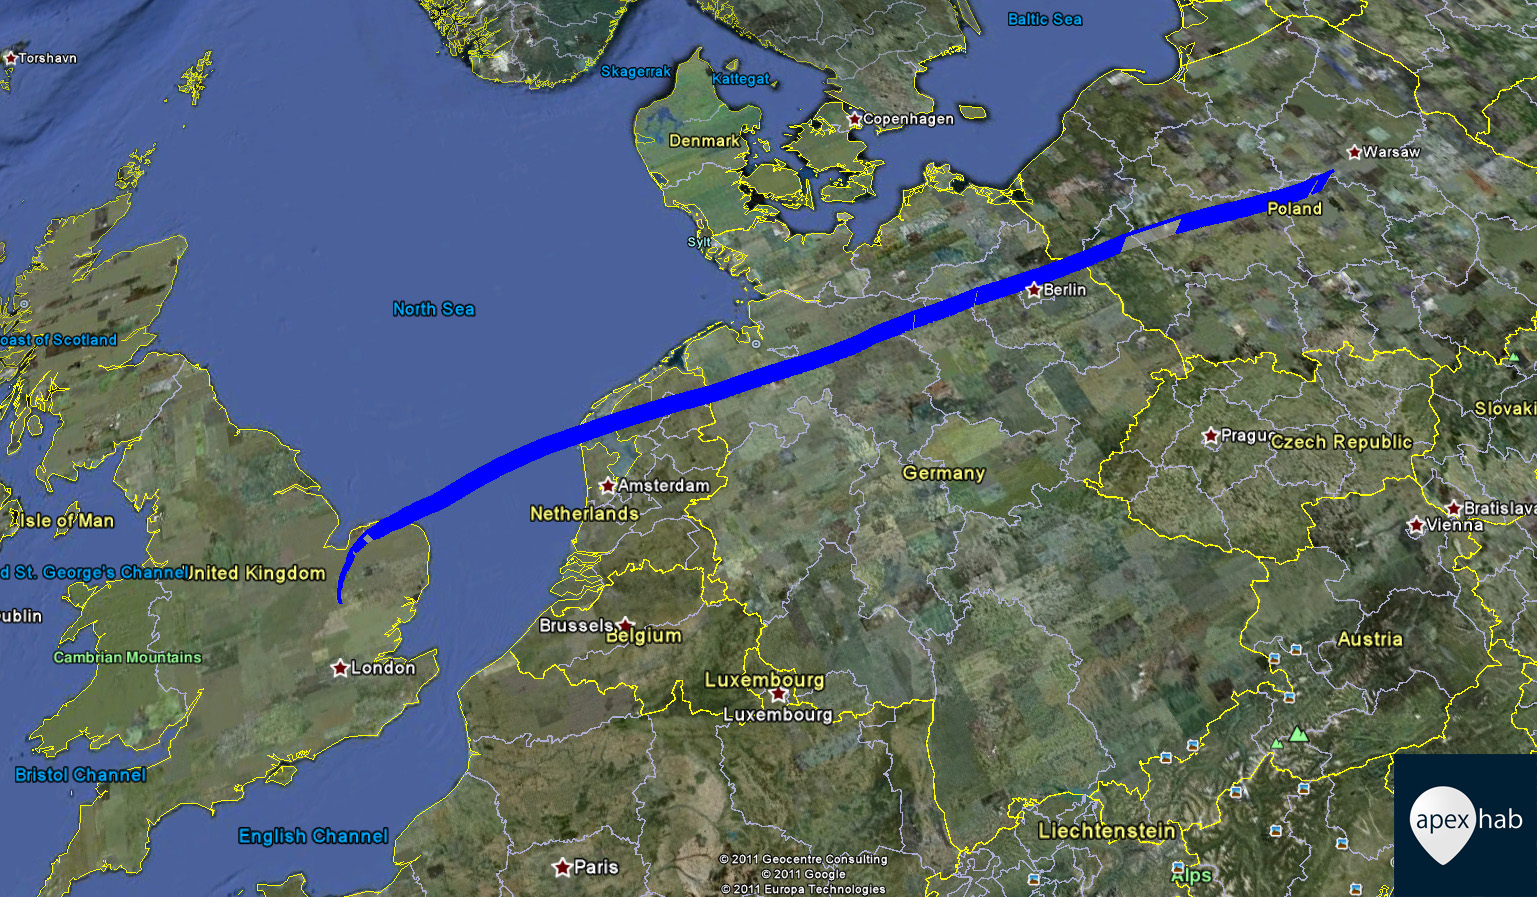 Baltic Sea
Torshavn
Skagerrak
Kattegat
Copenhagen
Denmark
Warsaw
Poland
Sylt
Berlin
North Sea
oast of Scotland
Slovaki
Prague
Czech Republic
Germany
Amsterdam
Netherlands
Bratislava
Vienna
Isle of Man
d St. George's Channel
United Kingdom
ublin
Brussels
Belgium
Austria
Cambrian Mountains
London
Luxembourg
Luxembourg
Bristol Channel
English Channel
Liechtenstein
apex hab
Paris
Alps
© 2011 Geocentre Consulting
© 2011 Google
© 2011 Europa Technologies